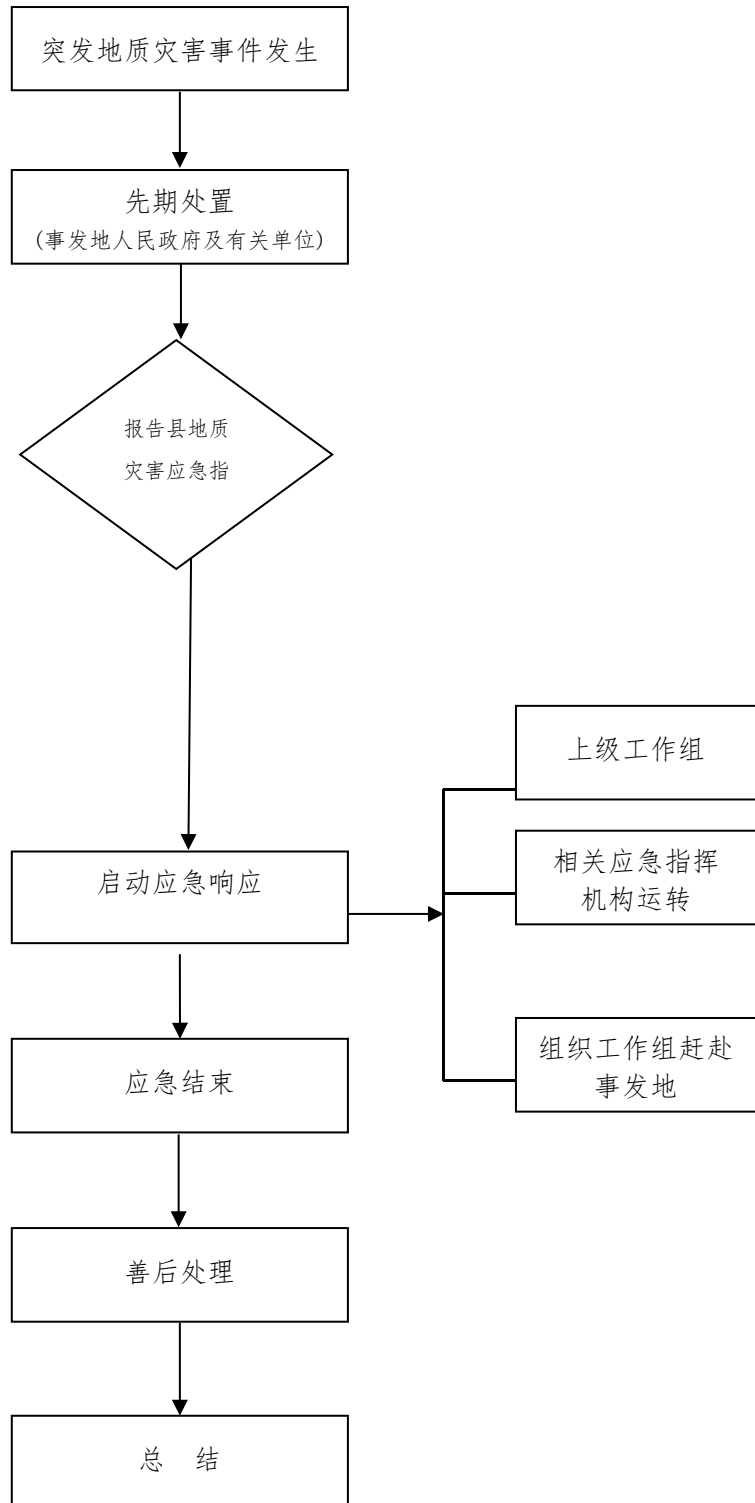 突发地质灾害事件发生
先期处置
(事发地人民政府及有关单位)
报告县地质
灾害应急指
上级工作组
相关应急指挥
机构运转
启动应急响应
组织工作组赶赴
事发地
应急结束
善后处理
总 结